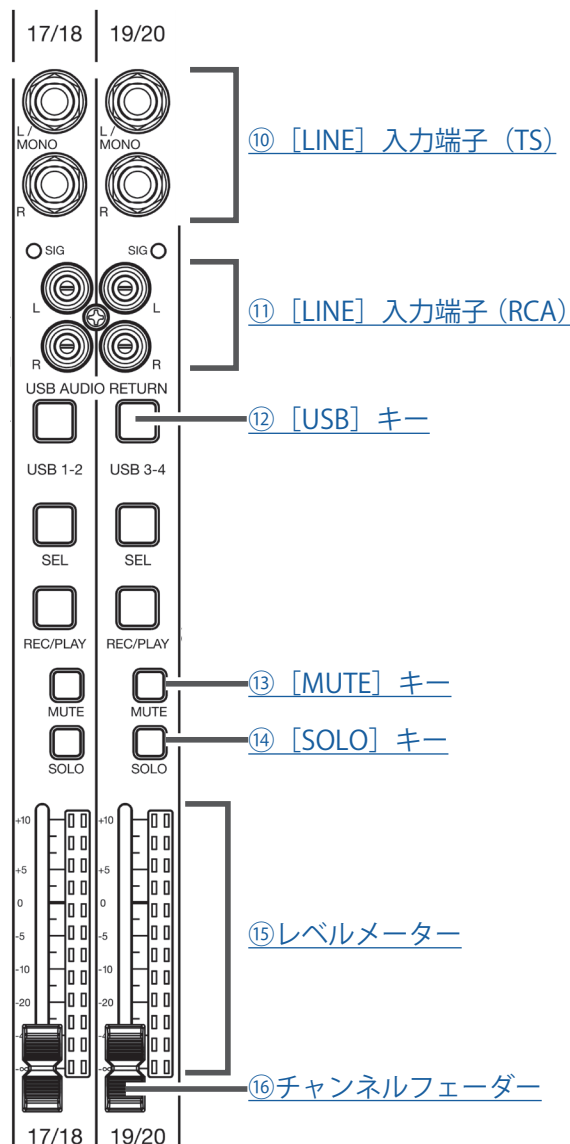 17/18 19/20
L /
MONO
L /
MONO
R
R
⑩ ［LINE］入力端子（TS）
SIG SIG
L
L
R
R
⑪ ［LINE］入力端子（RCA）
USB AUDIO RETURN
⑫ ［USB］キー
USB 1-2 USB 3-4
SEL SEL
REC/PLAY REC/PLAY
⑬ ［MUTE］キー
MUTE MUTE
⑭ ［SOLO］キー
SOLO SOLO
+10 +10
+5 +5
0 0
-5 -5
⑮レベルメーター
-10 -10
-20 -20
-∞ -∞
⑯チャンネルフェーダー
17/18 19/20